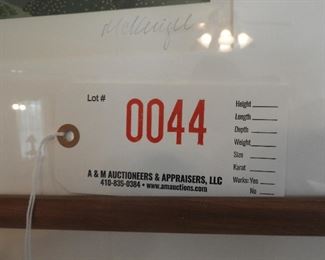 McKnight
Lot #
0044
Height
Length
Depth
Weight
Size
Karat
Works: Yes
No
A & M AUCTIONEERS & APPRAISERS, LLC
410-835-0384 • www.amauctions.com